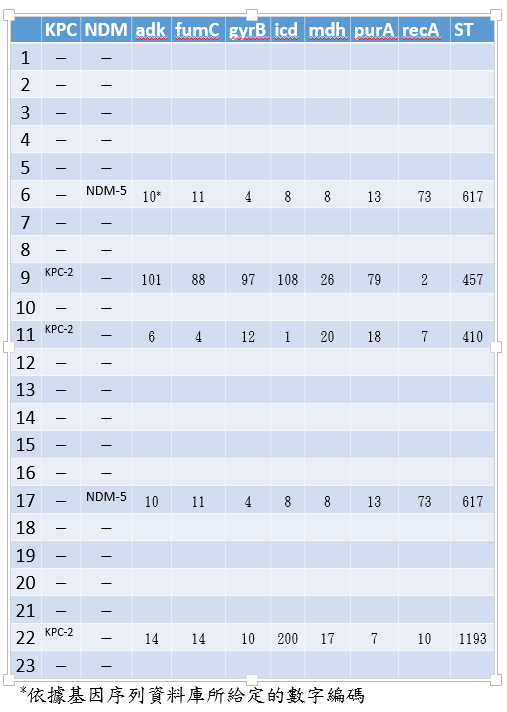 KPC NDM adk fumC gyrB icd mdh purA recA ST
1 – –
2 – –
3 – –
4 – –
5 – –
6 – NDM-5 10* 11 4 8 8 13 73 617
7 – –
8 – –
9 KPC-2 – 101 88 97 108 26 79 2 457
10 – –
11 KPC-2 – 6 4 12 1 20 18 7 410
12 – –
13 – –
14 – –
15 – –
16 – –
17 – NDM-5 10 11 4 8 8 13 73 617
18 – –
19 – –
20 – –
21 – –
22 KPC-2 – 14 14 10 200 17 7 10 1193
23 – –
*依據基因序列資料庫所給定的數字編碼